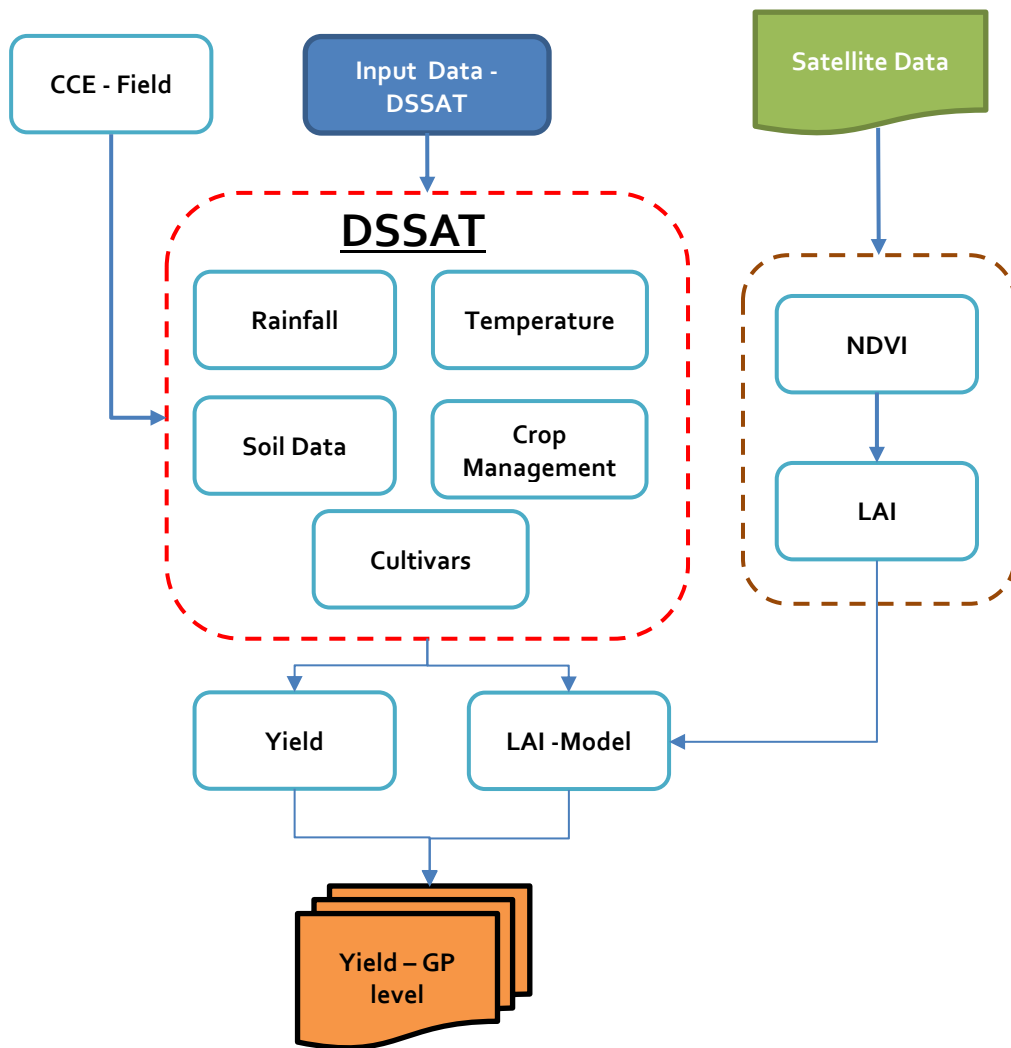 CCE - Field
Input Data -
DSSAT
Satellite Data
DSSAT
Rainfall
Temperature
NDVI
Soil Data
Crop
Management
LAI
Cultivars
Yield
LAI -Model
Yield – GP
level